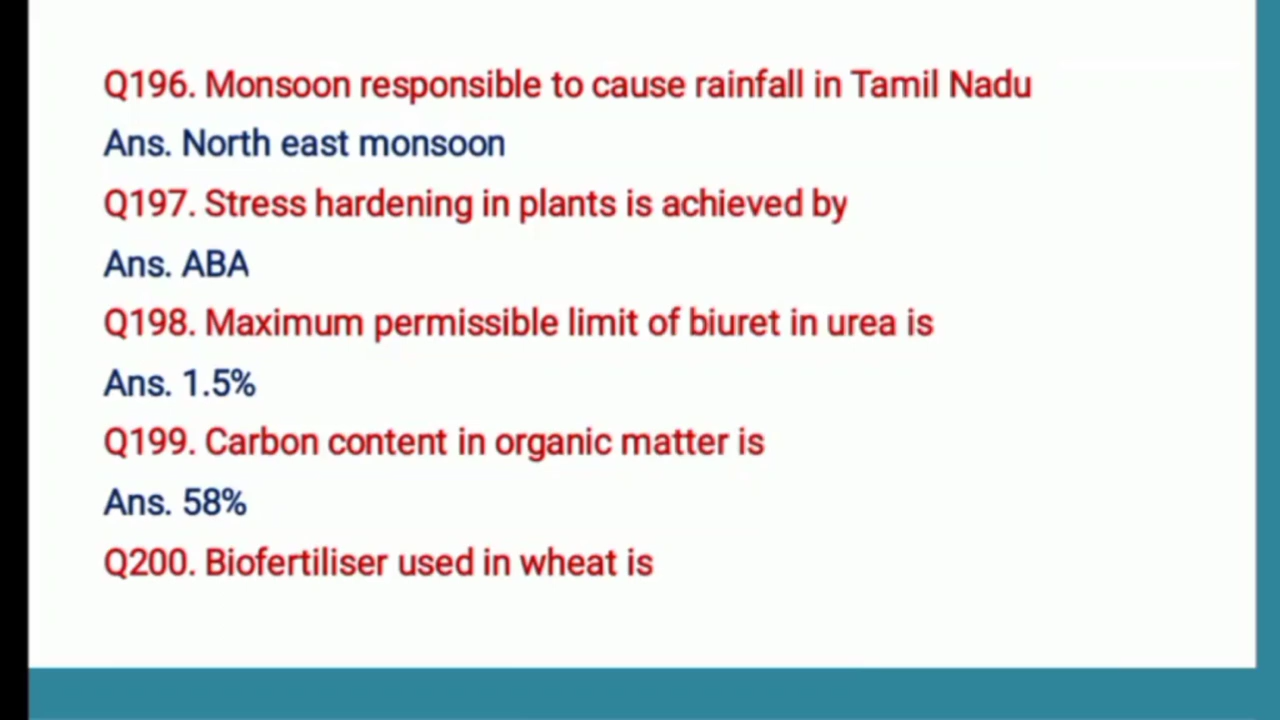 Q196. Monsoon responsible to cause rainfall in Tamil Nadu
Ans. North east monsoon
Q197. Stress hardening in plants is achieved by
Ans. ABA
Q198. Maximum permissible limit of biuret in urea is
Ans. 1.5%
Q199. Carbon content in organic matter is
Ans. 58%
Q200. Biofertiliser used in wheat is